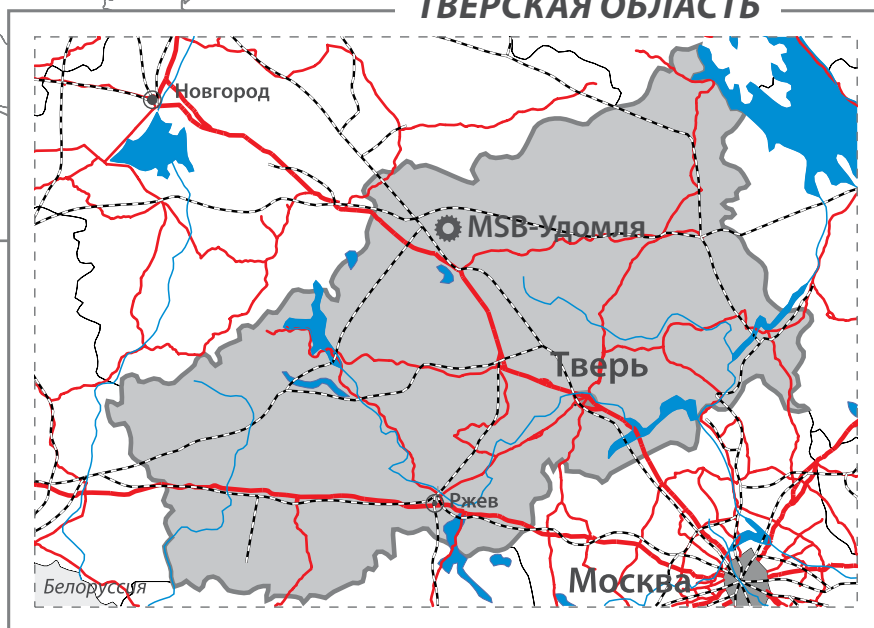 ТВЕРСКАЯ ОБЛАСТЬ
Новгород
MSB-Удомля
Тверь
Ржев
Москва
Белоруссия